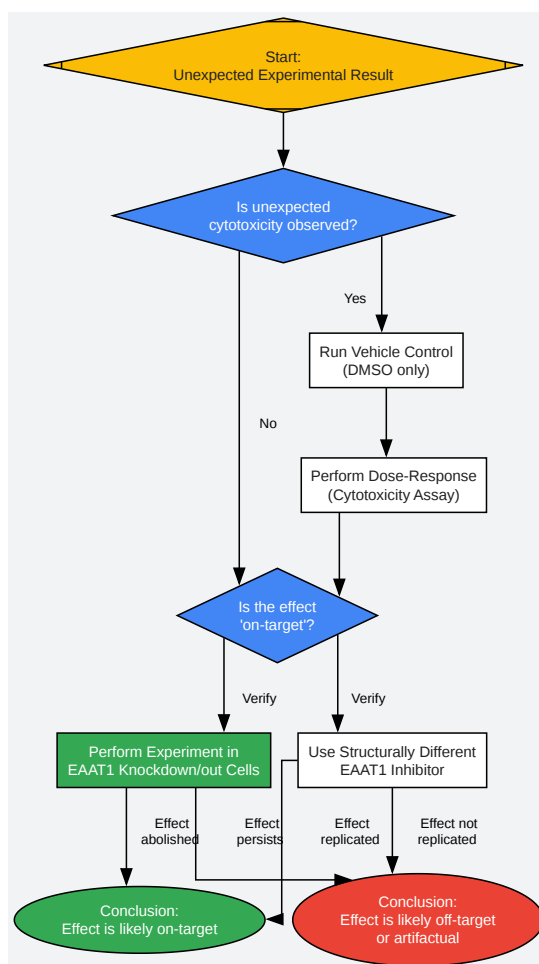 Start:
Unexpected Experimental Result
Is unexpected
cytotoxicity observed?
Yes
Run Vehicle Control
(DMSO only)
No
Perform Dose-Response
(Cytotoxicity Assay)
Is the effect
'on-target'?
Verify
Verify
Perform Experiment in
EAAT1 Knockdown/out Cells
Use Structurally Different
EAAT1 Inhibitor
Effect
abolished
Effect
persists
Effect
replicated
Effect not
replicated
Conclusion:
Effect is likely on-target
Conclusion:
Effect is likely off-target
or artifactual